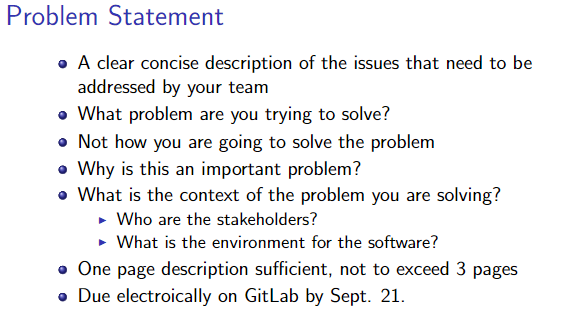 Problem Statement
A clear concise description of the issues that need to be
addressed by your team
What problem are you trying to solve?
Not how you are going to solve the problem
Why is this an important problem?
What is the context of the problem you are solving?
Who are the stakeholders?
What is the environment for the software?
One page description sufficient, not to exceed 3 pages
Due electroically on GitLab by Sept. 21.